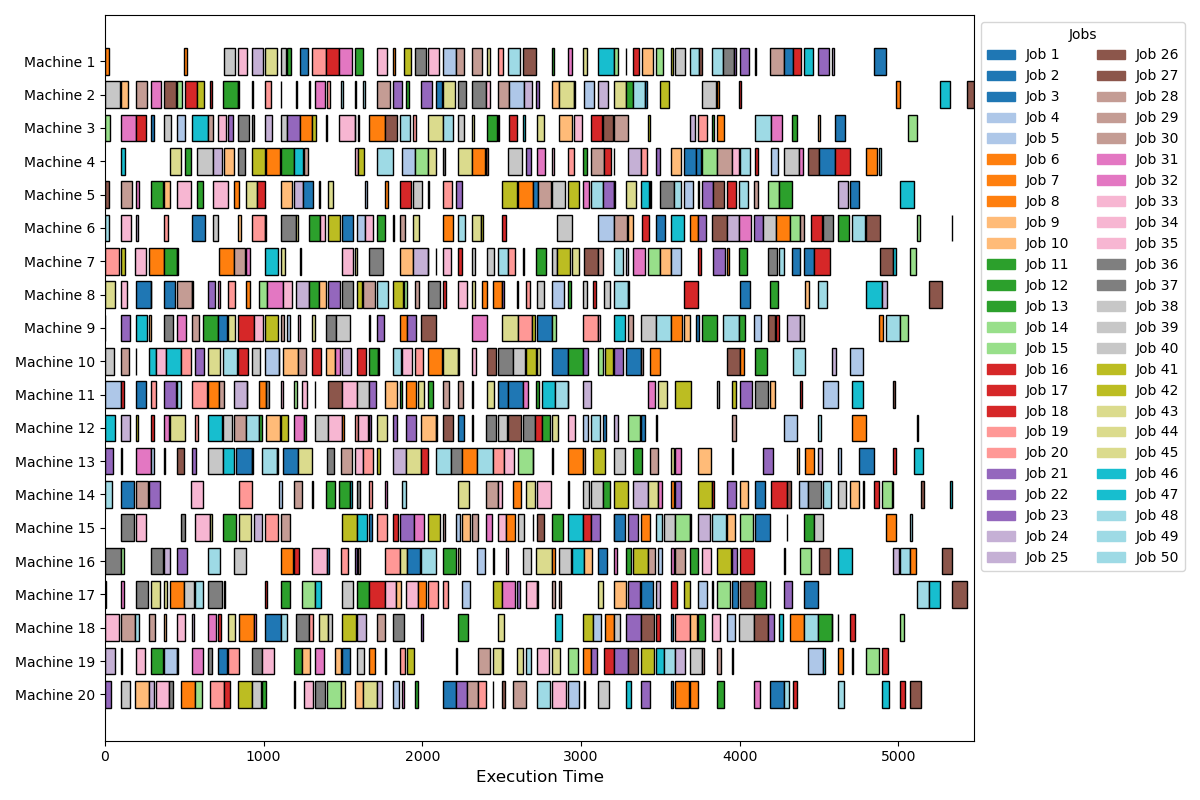 Machine 1
Machine 2
Machine 3
Machine 4
Machine 5
Machine 6
Machine 7
Machine 8
Machine 9
Machine 10
Machine 11
Machine 12
Machine 13
Machine 14
Machine 15
Machine 16
Machine 17
Machine 18
Machine 19
Machine 20
0 1000 2000 3000 4000 5000
Execution Time
Jobs
Job 1
Job 2
Job 3
Job 4
Job 5
Job 6
Job 7
Job 8
Job 9
Job 10
Job 11
Job 12
Job 13
Job 14
Job 15
Job 16
Job 17
Job 18
Job 19
Job 20
Job 21
Job 22
Job 23
Job 24
Job 25
Job 26
Job 27
Job 28
Job 29
Job 30
Job 31
Job 32
Job 33
Job 34
Job 35
Job 36
Job 37
Job 38
Job 39
Job 40
Job 41
Job 42
Job 43
Job 44
Job 45
Job 46
Job 47
Job 48
Job 49
Job 50